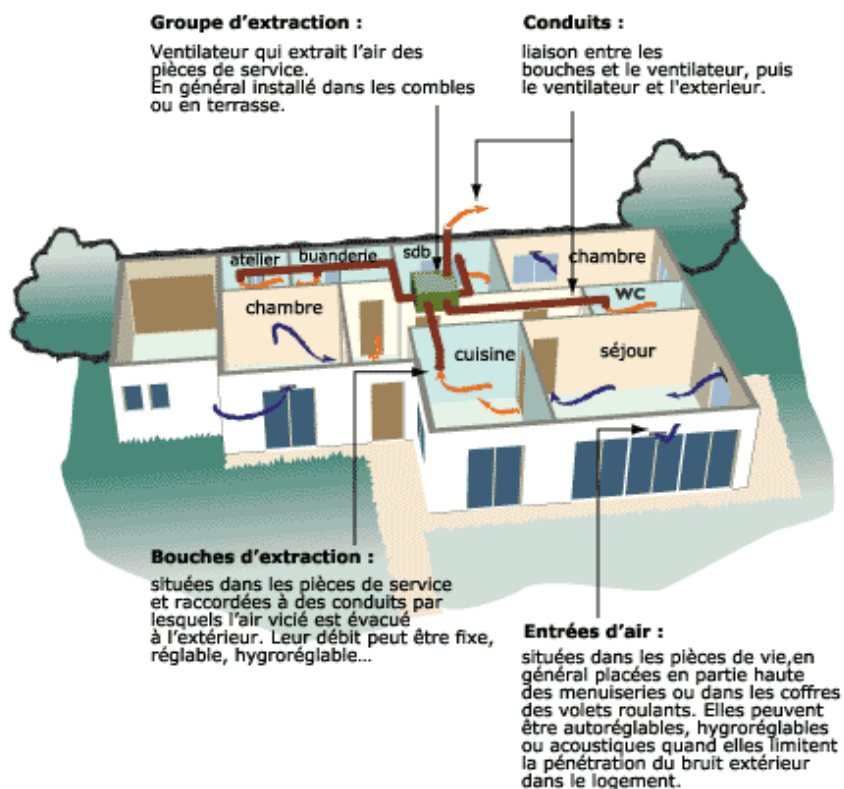 Groupe d'extraction :
Ventilateur qui extrait l'air des
pièces de service.
En général installé dans les combles
ou en terrasse.
Conduits :
liaison entre les
bouches et le ventilateur, puis
le ventilateur et l'exterieur.
atelier
buanderie
sdb
chambre
chambre
WC
cuisine
séjour
Bouches d'extraction :
situées dans les pièces de service
et raccordées à des conduits par
lesquels l'air vicié est évacué
à l'extérieur. Leur débit peut être fixe,
réglable, hygroréglable...
Entrées d'air :
situées dans les pièces de vie,en
général placées en partie haute
des menuiseries ou dans les coffres
des volets roulants. Elles peuvent
être autoréglables, hygroréglables
ou acoustiques quand elles limitent
la pénétration du bruit extérieur
dans le logement.